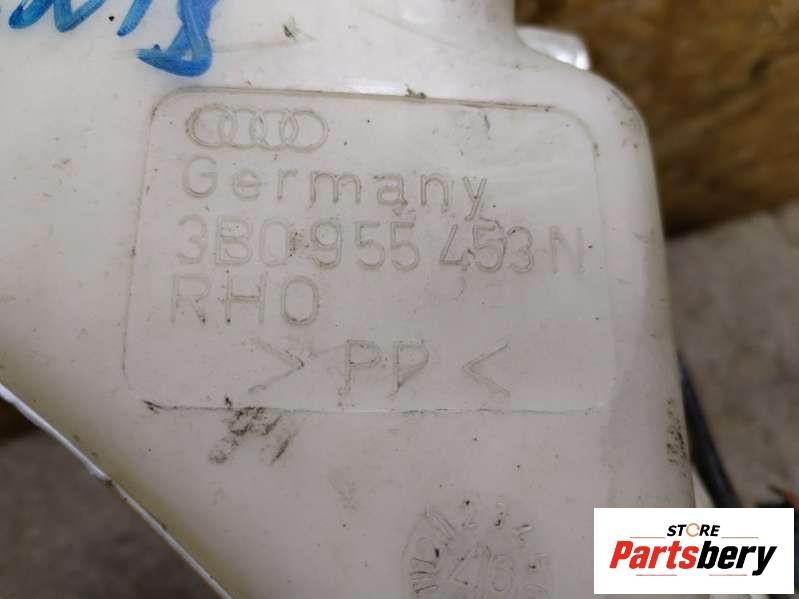 Germany
3B0 955 453 N
RHO
> PP <
STORE
Partsbery